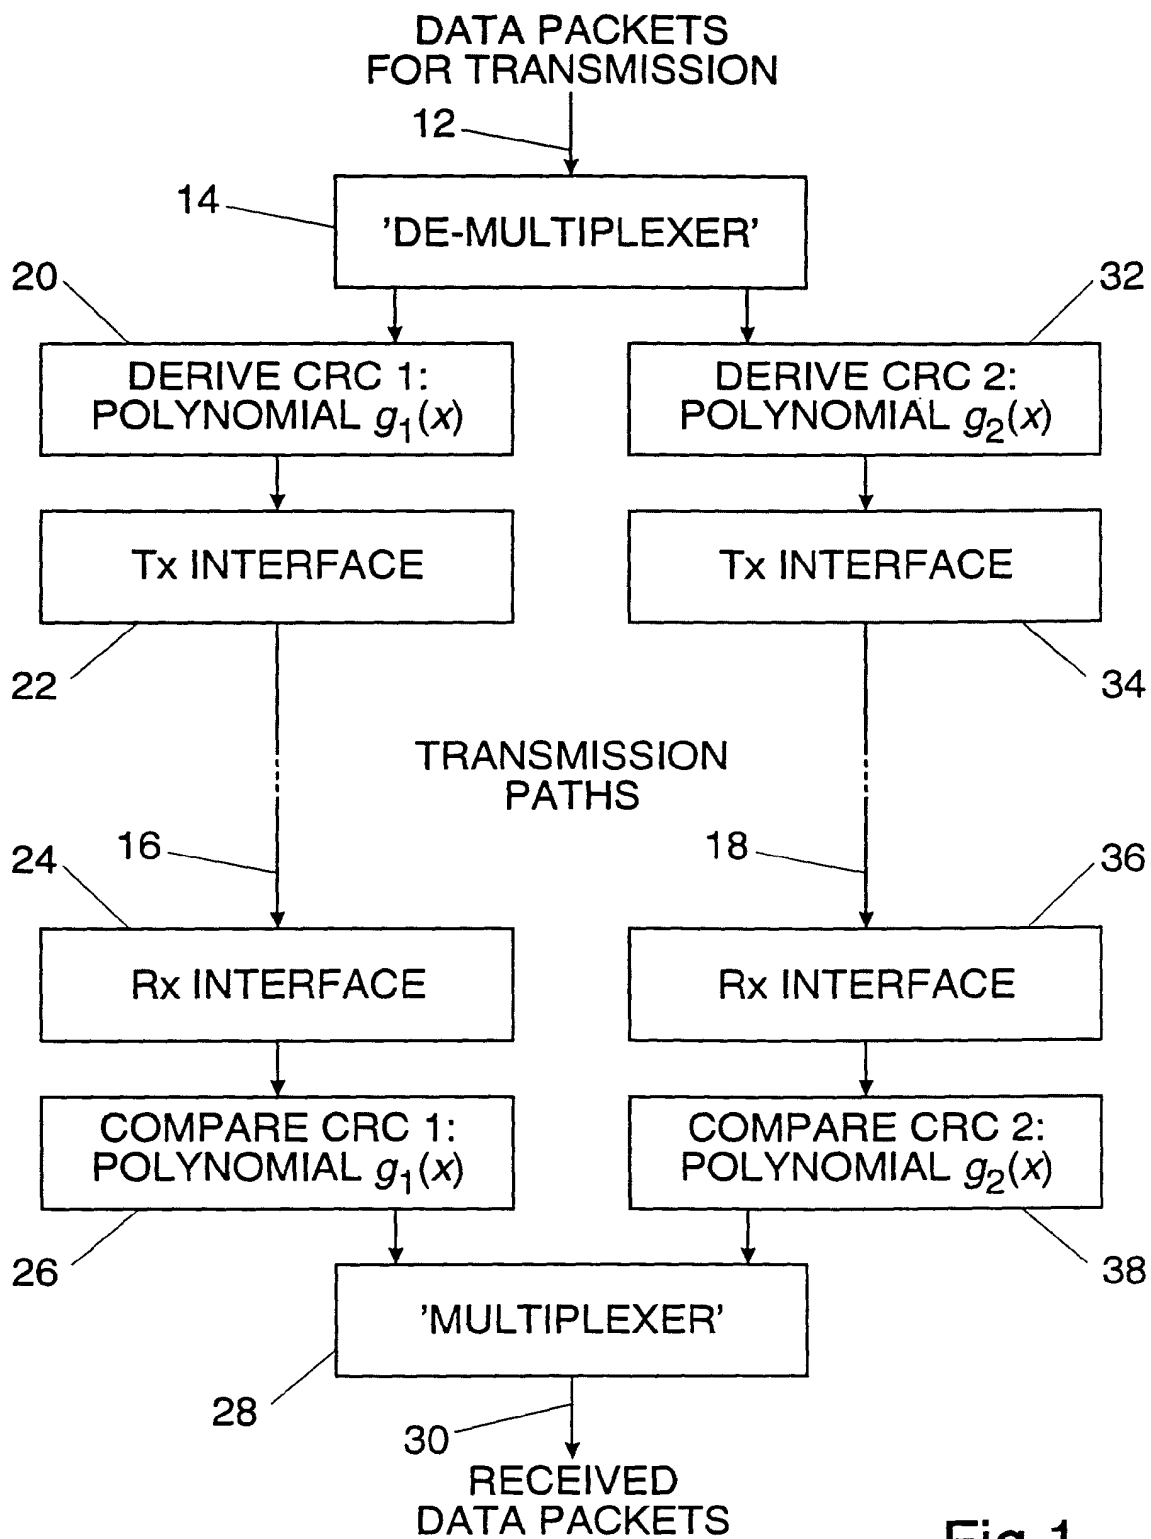 DATA PACKETS
FOR TRANSMISSION
12
14
'DE-MULTIPLEXER'
20
32
DERIVE CRC 1:
POLYNOMIAL g1(x)
DERIVE CRC 2:
POLYNOMIAL g2(x)
Tx INTERFACE
Tx INTERFACE
22
34
TRANSMISSION
PATHS
24
16
18
36
Rx INTERFACE
Rx INTERFACE
COMPARE CRC 1:
POLYNOMIAL g1(x)
COMPARE CRC 2:
POLYNOMIAL g2(x)
26
38
'MULTIPLEXER'
28
30
RECEIVED
DATA PACKETS
Fig 1